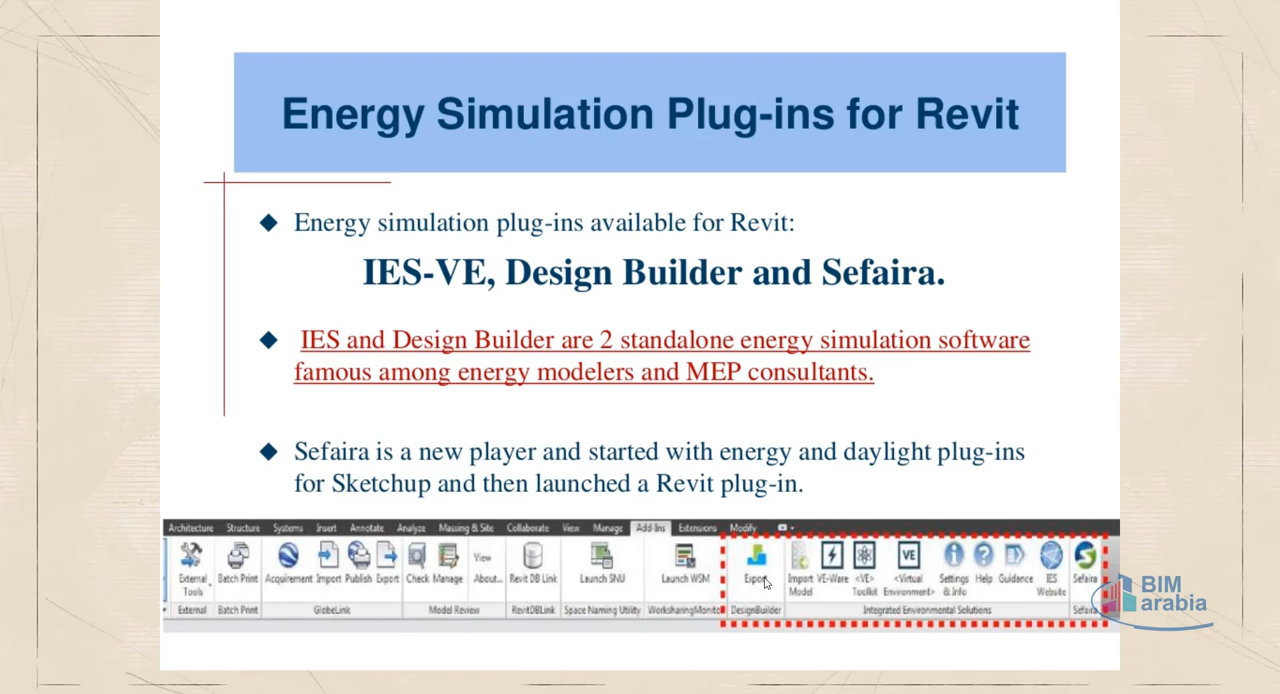 Energy Simulation Plug-ins for Revit
Energy simulation plug-ins available for Revit:
IES-VE, Design Builder and Sefaira.
IES and Design Builder are 2 standalone energy simulation software
famous among energy modelers and MEP consultants.
Sefaira is a new player and started with energy and daylight plug-ins
for Sketchup and then launched a Revit plug-in.
Architecture Structure Systems Insert Annotate Analyze Massing & Site Collaborate View Manage Add-Ins Extensions Modify
External Tools
Batch Print
Acquirement Import Publish Export
Check Manage
View
About...
Revit DB Link
Launch SNU
Launch WSM
Export
Import Model
VE-Ware
<VE> Toolkit
<Virtual Environment>
Settings & Info
Help
Guidance
IES Website
Sefaira
External Batch Print GlobeLink Model Review RevitDBLink Space Naming Utility WorksharingMonito DesignBuilder Integrated Environmental Solutions Sefaira
BIM
arabia